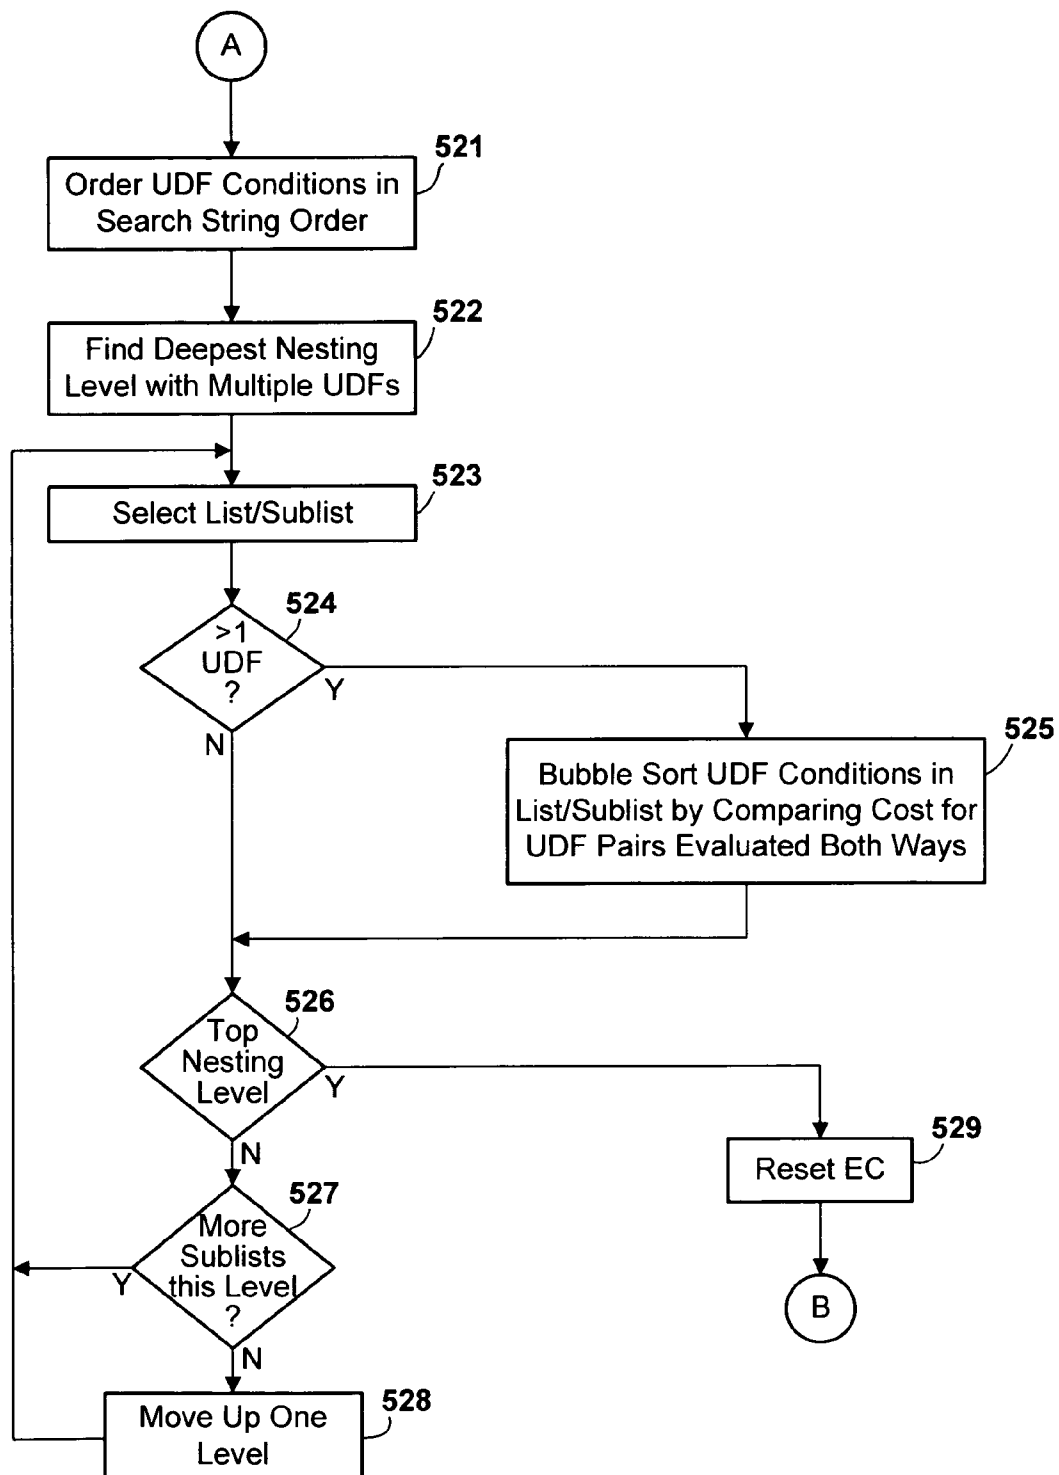 A
521
Order UDF Conditions in
Search String Order
522
Find Deepest Nesting
Level with Multiple UDFs
523
Select List/Sublist
524
>1
UDF
?
Y
N
525
Bubble Sort UDF Conditions in
List/Sublist by Comparing Cost for
UDF Pairs Evaluated Both Ways
526
Top
Nesting
Level
Y
N
529
Reset EC
527
More
Sublists
this Level
?
Y
N
B
528
Move Up One
Level